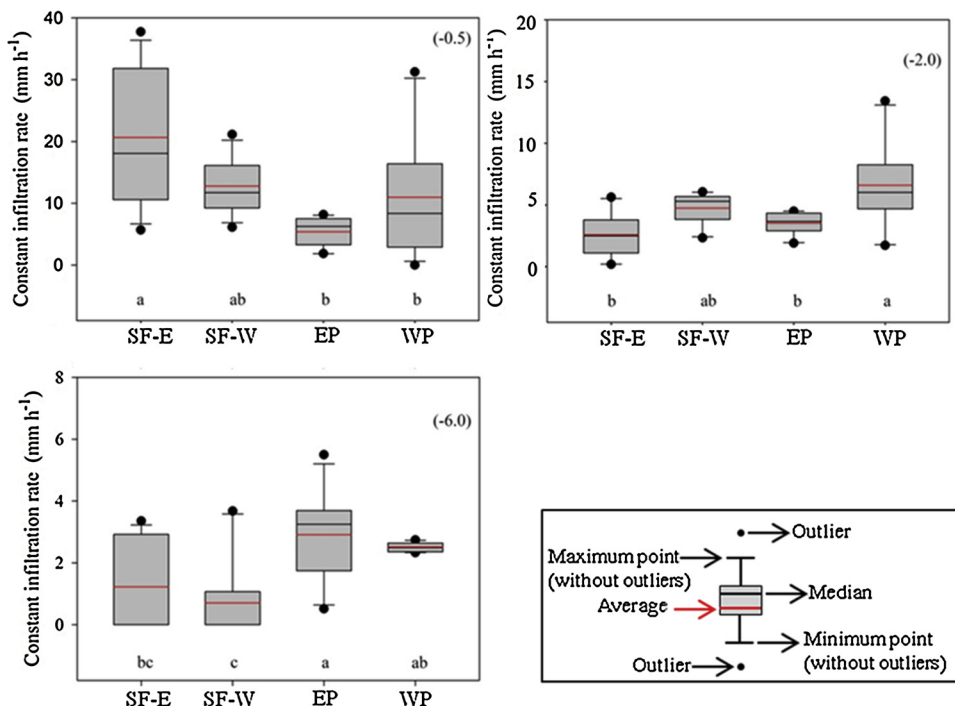 Constant infiltration rate (mm h⁻¹)
40
30
20
10
0
(-0.5)
a
ab
b
b
SF-E
SF-W
EP
WP
Constant infiltration rate (mm h⁻¹)
20
15
10
5
0
(-2.0)
b
ab
b
a
SF-E
SF-W
EP
WP
Constant infiltration rate (mm h⁻¹)
8
6
4
2
0
(-6.0)
bc
c
a
ab
SF-E
SF-W
EP
WP
Outlier
Maximum point
(without outliers)
Median
Average
Minimum point
(without outliers)
Outlier